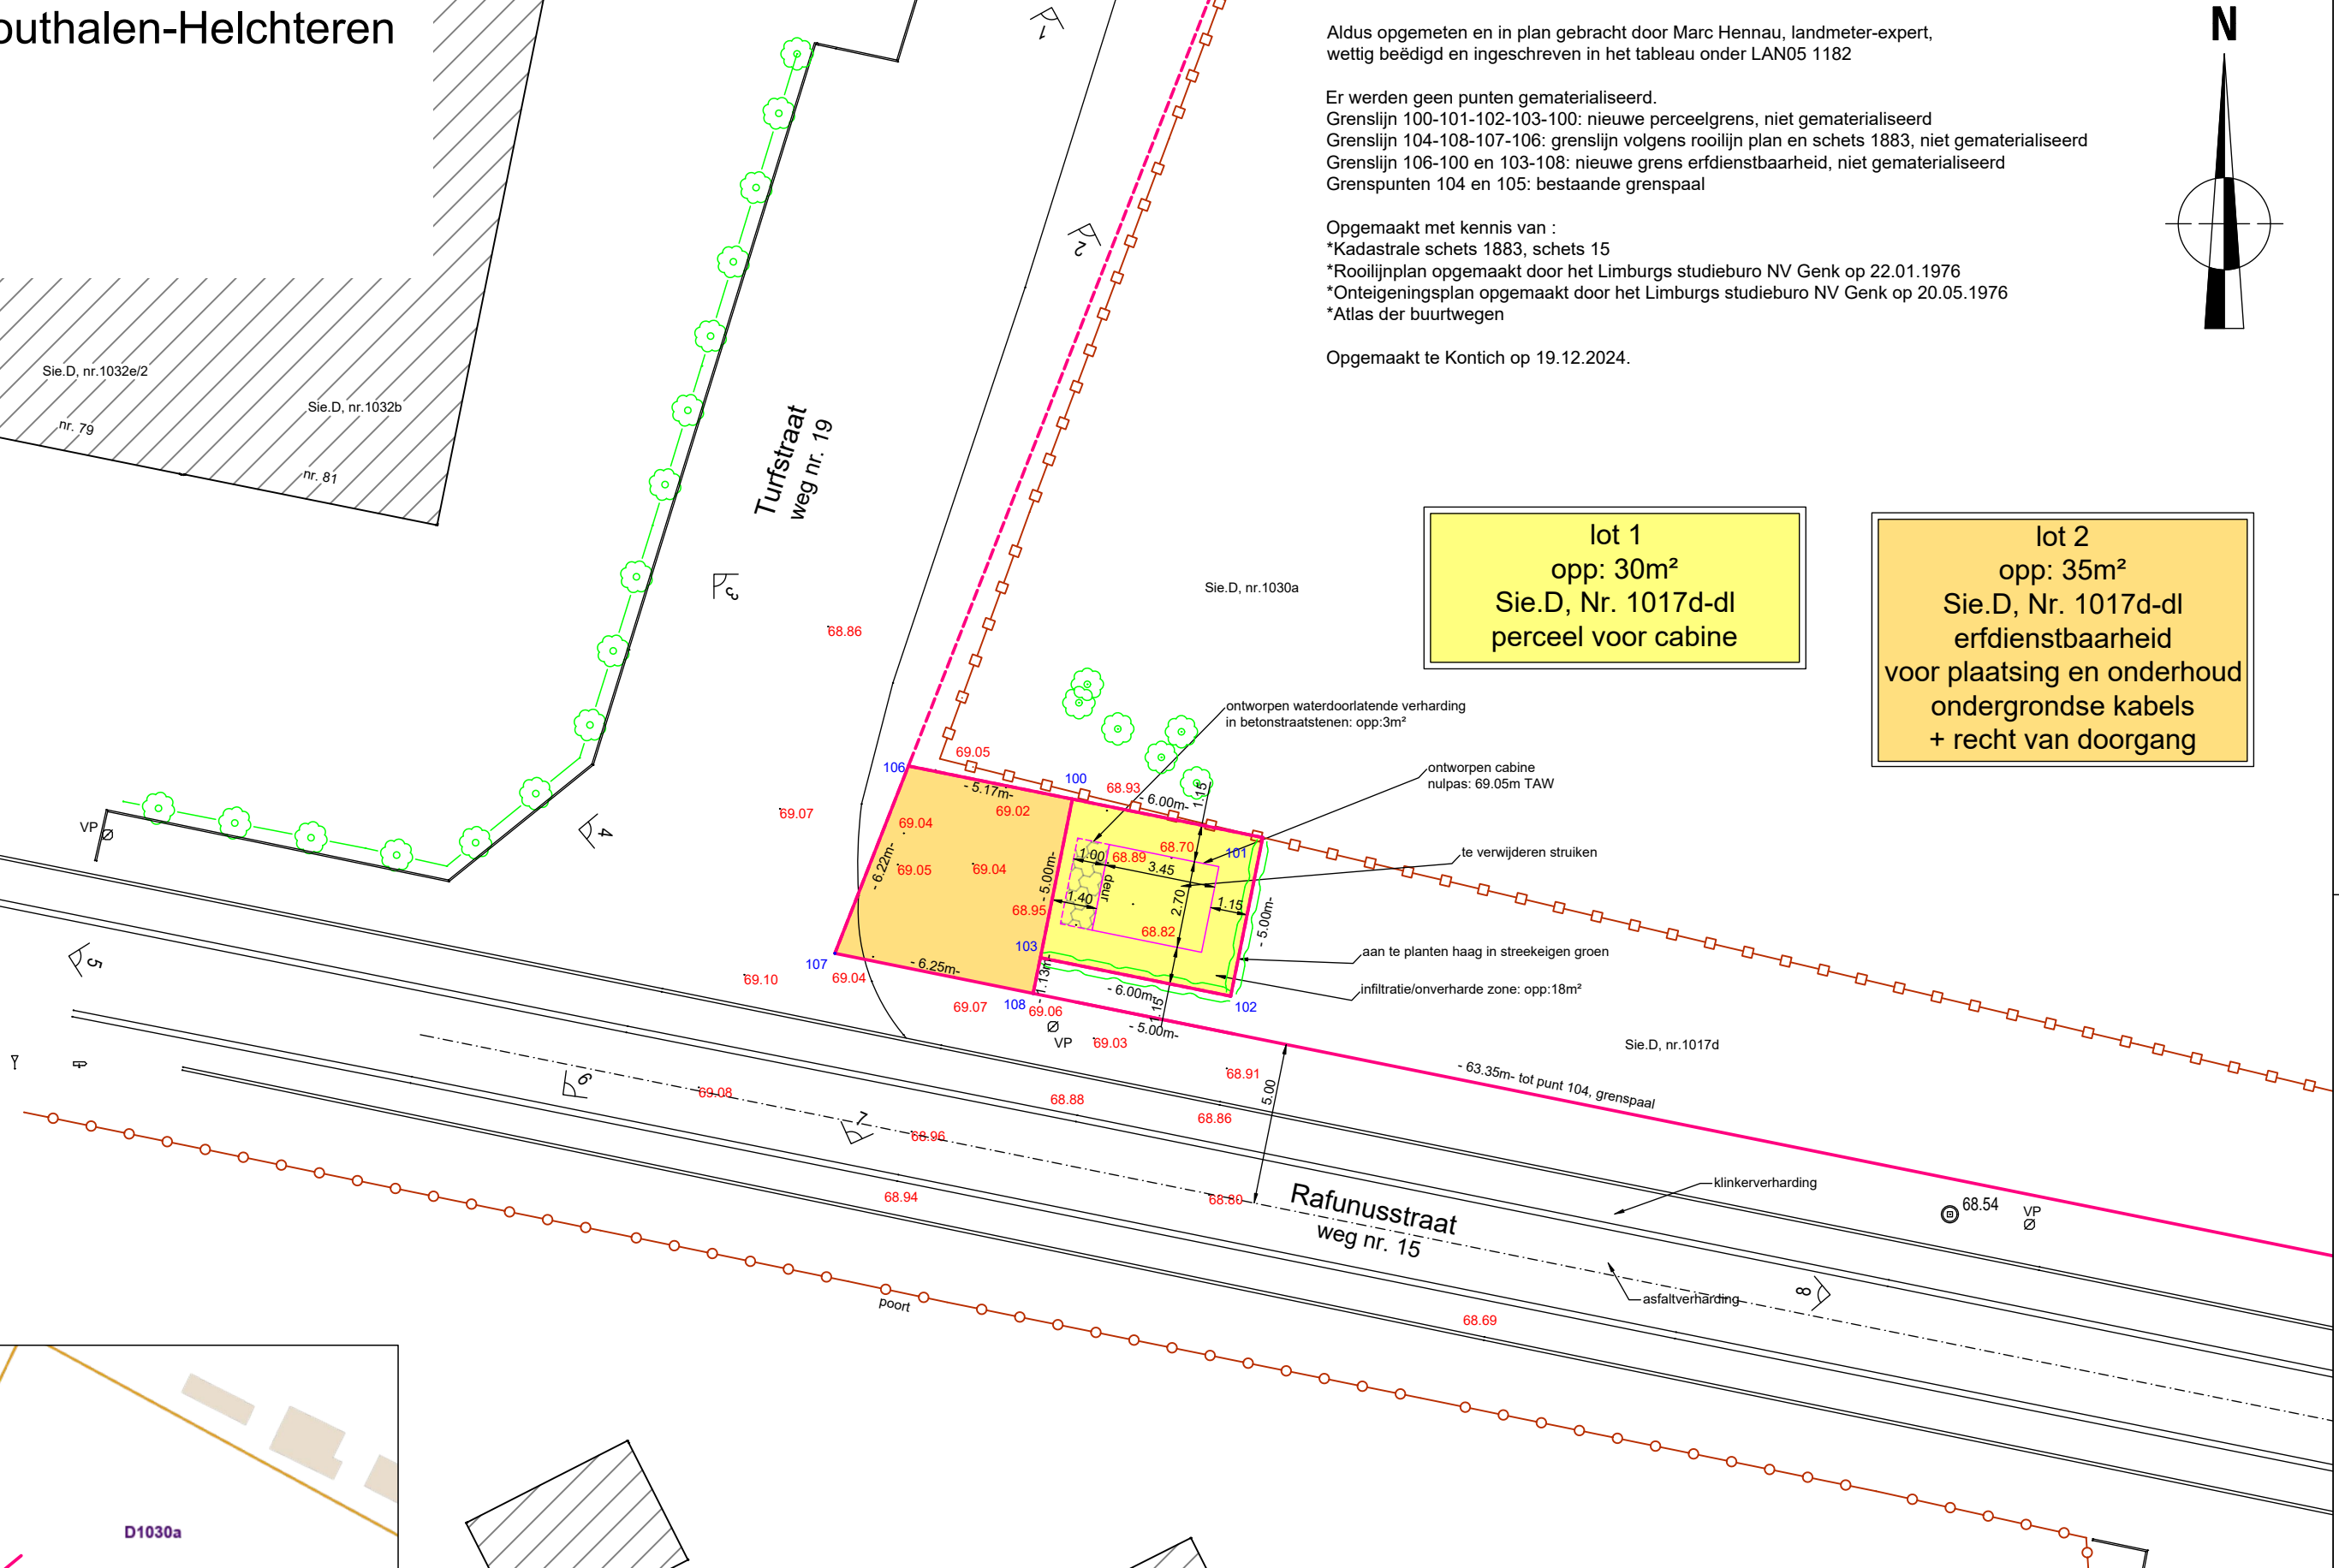 outhalen-Helchteren
Aldus opgemeten en in plan gebracht door Marc Hennau, landmeter-expert,
wettig beëdigd en ingeschreven in het tableau onder LAN05 1182
Er werden geen punten gematerialiseerd.
Grenslijn 100-101-102-103-100: nieuwe perceelgrens, niet gematerialiseerd
Grenslijn 104-108-107-106: grenslijn volgens rooilijn plan en schets 1883, niet gematerialiseerd
Grenslijn 106-100 en 103-108: nieuwe grens erfdienstbaarheid, niet gematerialiseerd
Grenspunten 104 en 105: bestaande grenspaal
Opgemaakt met kennis van :
*Kadastrale schets 1883, schets 15
*Rooilijnplan opgemaakt door het Limburgs studieburo NV Genk op 22.01.1976
*Onteigeningsplan opgemaakt door het Limburgs studieburo NV Genk op 20.05.1976
*Atlas der buurtwegen
Opgemaakt te Kontich op 19.12.2024.
N
1
2
Sie.D, nr.1032e/2
Sie.D, nr.1032b
nr. 79
nr. 81
Turfstraat
weg nr. 19
3
68.86
Sie.D, nr.1030a
lot 1
opp: 30m²
Sie.D, Nr. 1017d-dl
perceel voor cabine
lot 2
opp: 35m²
Sie.D, Nr. 1017d-dl
erfdienstbaarheid
voor plaatsing en onderhoud
ondergrondse kabels
+ recht van doorgang
ontworpen waterdoorlatende verharding
in betonstraatstenen: opp:3m²
ontworpen cabine
nulpas: 69.05m TAW
te verwijderen struiken
aan te planten haag in streekeigen groen
infiltratie/onverharde zone: opp:18m²
69.05
106
100
68.93
- 5.17m-
- 6.00m-
1.15
69.07
69.04
69.02
VP
4
68.70
101
1.00
68.89
3.45
- 6.22m-
69.05
69.04
- 5.00m-
deur
1.40
2.70
1.15
- 5.00m-
68.95
68.82
103
107
- 6.25m-
- 1.13m-
- 6.00m-
1.15
102
5
69.10
69.04
69.07
108
69.06
VP
- 5.00m-
69.03
Sie.D, nr.1017d
68.91
5.00
- 63.35m- tot punt 104, grenspaal
6
69.08
68.88
68.86
7
68.96
68.94
68.80
Rafunusstraat
weg nr. 15
klinkerverharding
68.54
VP
asfaltverharding
8
poort
68.69
D1030a